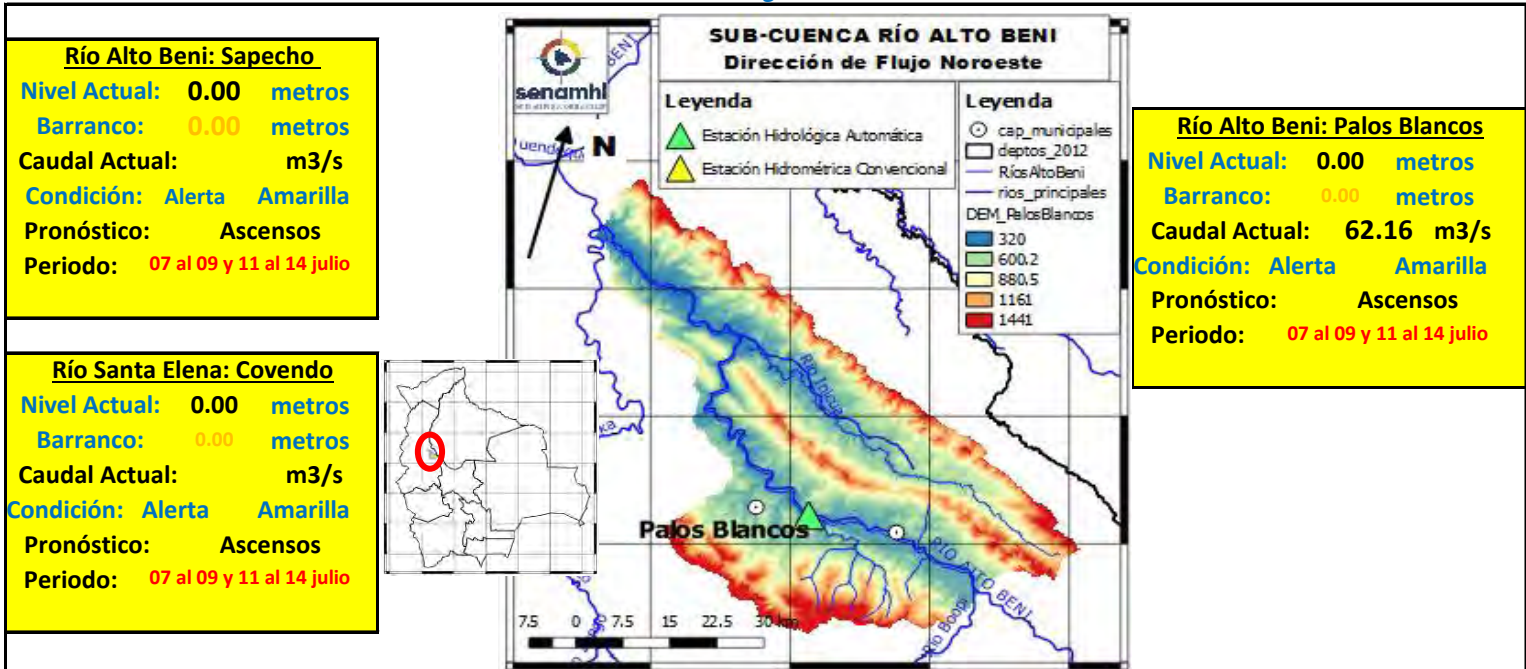 Río Alto Beni: Sapecho
Nivel Actual: 0.00 metros
Barranco: 0.00 metros
Caudal Actual: m3/s
Condición: Alerta Amarilla
Pronóstico: Ascensos
Periodo: 07 al 09 y 11 al 14 julio
Río Santa Elena: Covendo
Nivel Actual: 0.00 metros
Barranco: 0.00 metros
Caudal Actual: m3/s
Condición: Alerta Amarilla
Pronóstico: Ascensos
Periodo: 07 al 09 y 11 al 14 julio
senamhi
SUB-CUENCA RÍO ALTO BENI
Dirección de Flujo Noroeste
Leyenda
Estación Hidrológica Automática
Estación Hidrométrica Convencional
Leyenda
cap_municipales
deptos_2012
RíosAltoBeni
rios_principales
DEM_PalosBlancos
320
600.2
880.5
1161
1441
N
BENI
Río Inicua
Palos Blancos
RÍO ALTO BENI
Río Boopi
7.5 0 7.5 15 22.5 30 km
Río Alto Beni: Palos Blancos
Nivel Actual: 0.00 metros
Barranco: 0.00 metros
Caudal Actual: 62.16 m3/s
Condición: Alerta Amarilla
Pronóstico: Ascensos
Periodo: 07 al 09 y 11 al 14 julio